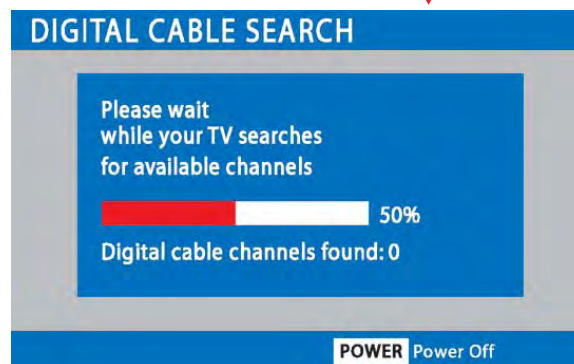 DIGITAL CABLE SEARCH
Please wait
while your TV searches
for available channels
50%
Digital cable channels found: 0
POWER Power Off